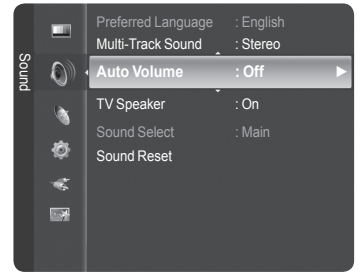 Sound
Preferred Language : English
Multi-Track Sound : Stereo
Auto Volume : Off
TV Speaker : On
Sound Select : Main
Sound Reset